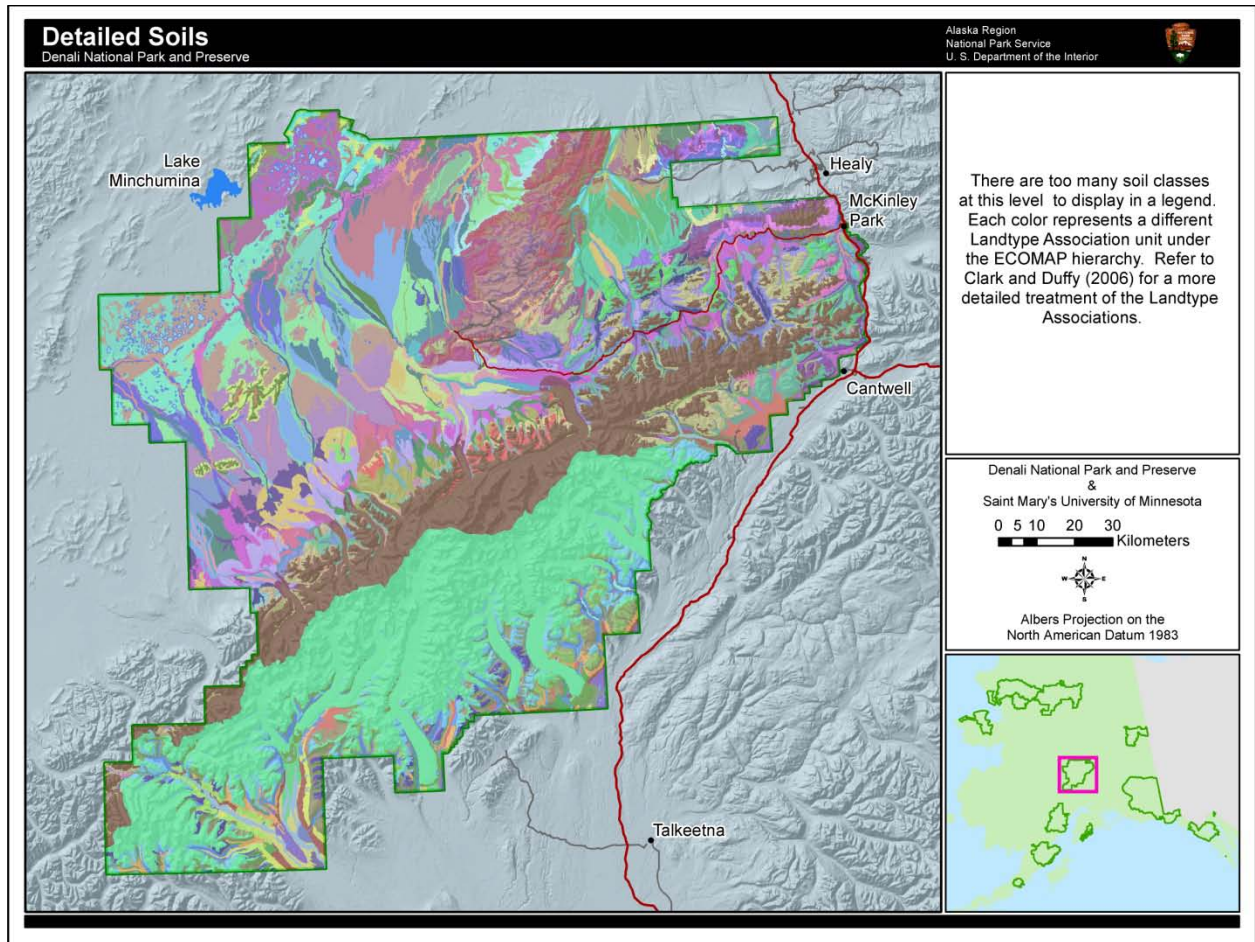 Detailed Soils
Denali National Park and Preserve
Alaska Region
National Park Service
U. S. Department of the Interior
Lake
Minchumina
Healy
McKinley
Park
Cantwell
Talkeetna
There are too many soil classes
at this level to display in a legend.
Each color represents a different
Landtype Association unit under
the ECOMAP hierarchy. Refer to
Clark and Duffy (2006) for a more
detailed treatment of the Landtype
Associations.
Denali National Park and Preserve
&
Saint Mary's University of Minnesota
0 5 10 20 30
Kilometers
N
W E
S
Albers Projection on the
North American Datum 1983